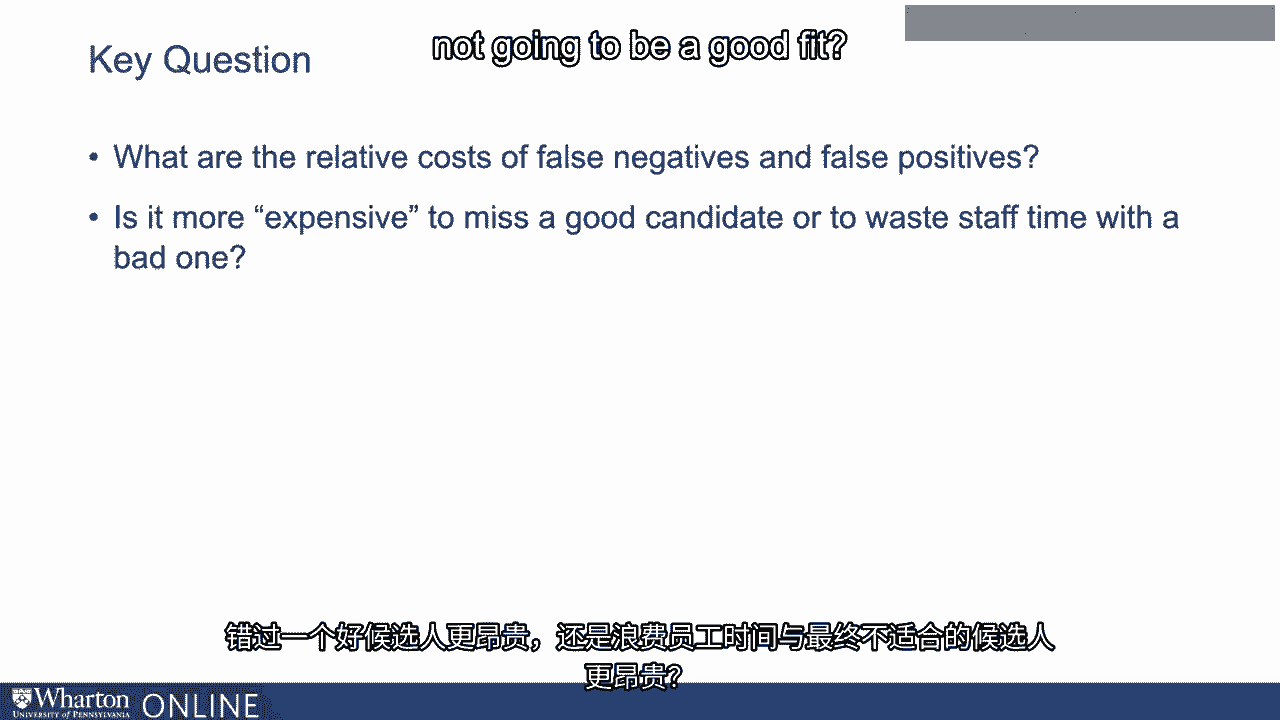 not going to be a good fit?
Key Question
• What are the relative costs of false negatives and false positives?
• Is it more “expensive” to miss a good candidate or to waste staff time with a
bad one?
错过一个好候选人更昂贵，还是浪费员工时间与最终不适合的候选人
更昂贵？
Wharton ONLINE
UNIVERSITY of PENNSYLVANIA